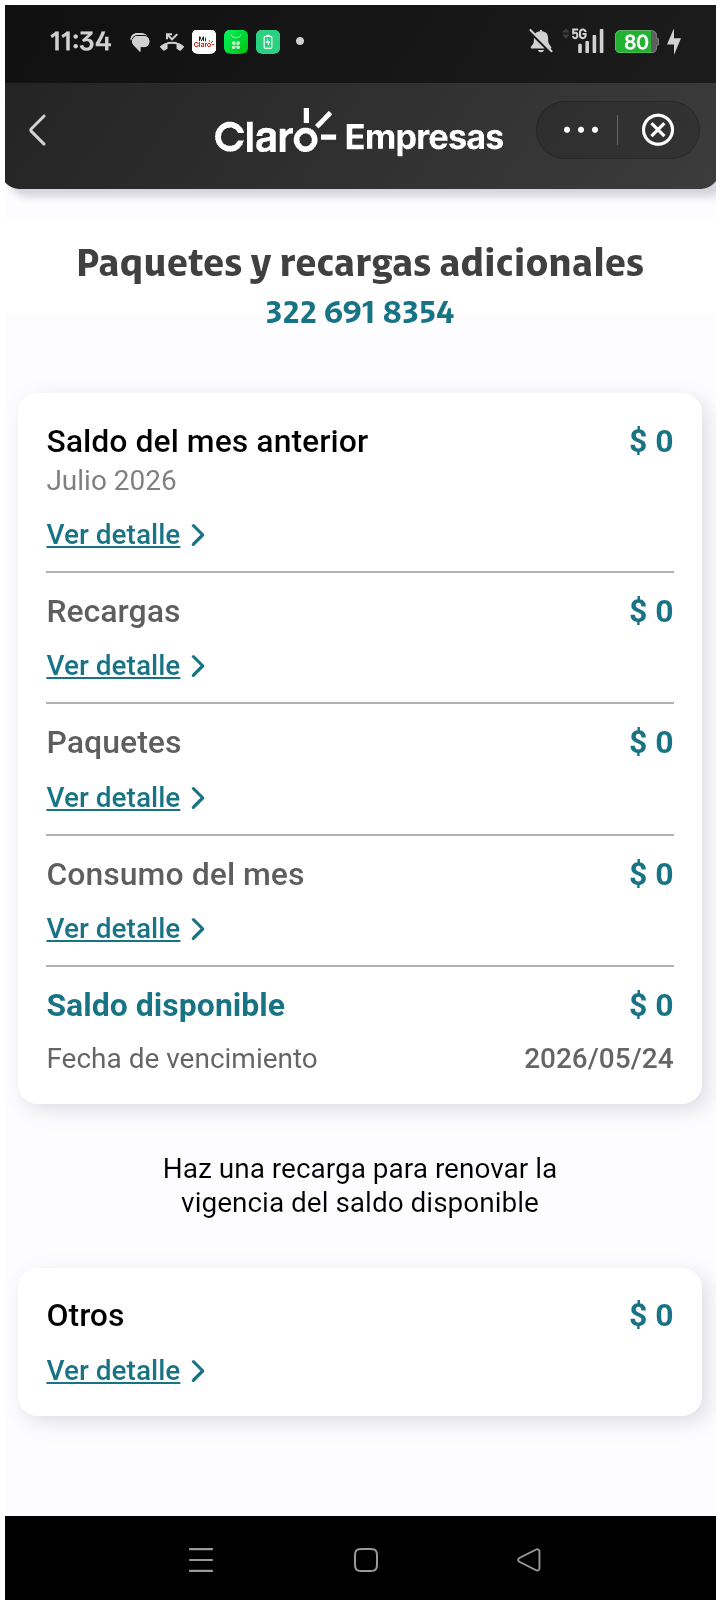 11:34
5G
80
Claro Empresas
Paquetes y recargas adicionales
322 691 8354
Saldo del mes anterior $ 0
Julio 2026
Ver detalle
Recargas $ 0
Ver detalle
Paquetes $ 0
Ver detalle
Consumo del mes $ 0
Ver detalle
Saldo disponible $ 0
Fecha de vencimiento 2026/05/24
Haz una recarga para renovar la
vigencia del saldo disponible
Otros $ 0
Ver detalle